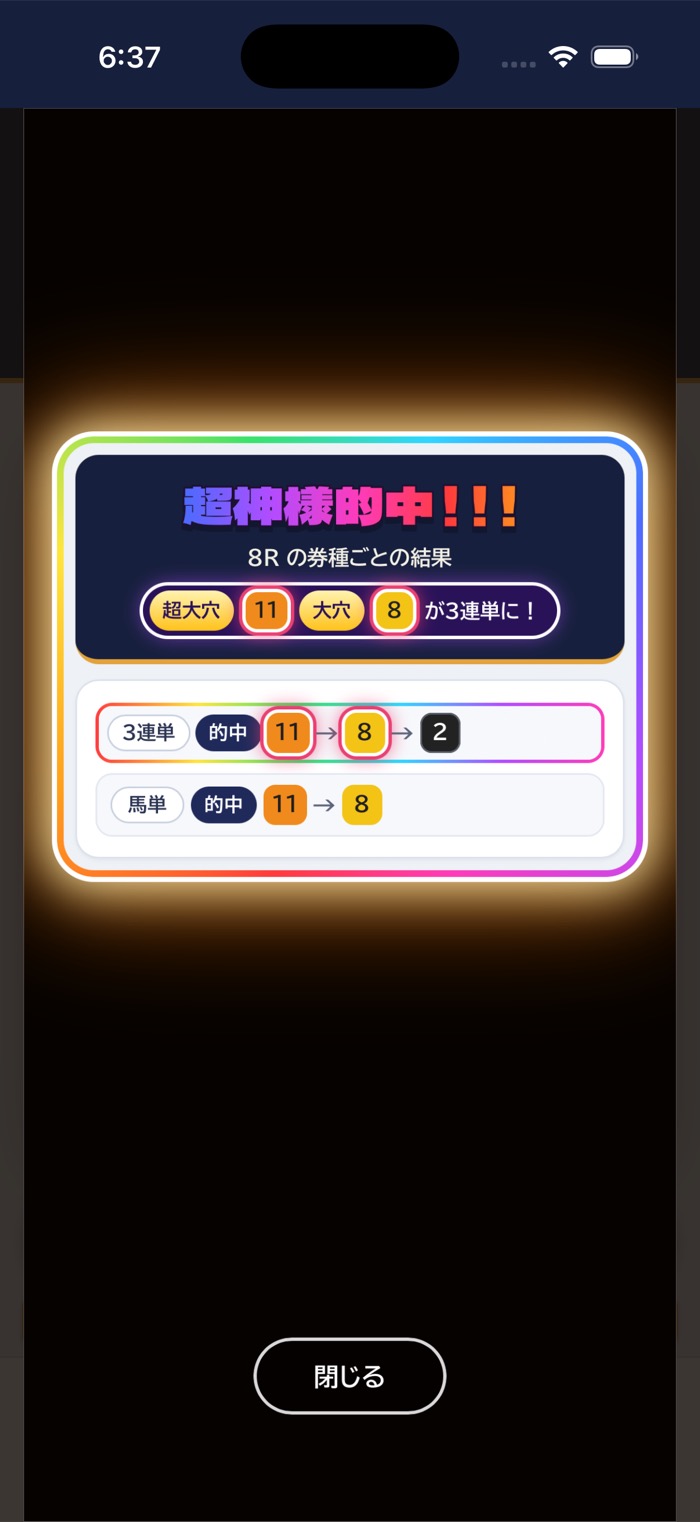 6:37
超神様的中!!!
8R の券種ごとの結果
超大穴 11 大穴 8 が3連単に！
3連単 的中 11→8→2
馬単 的中 11→8
閉じる